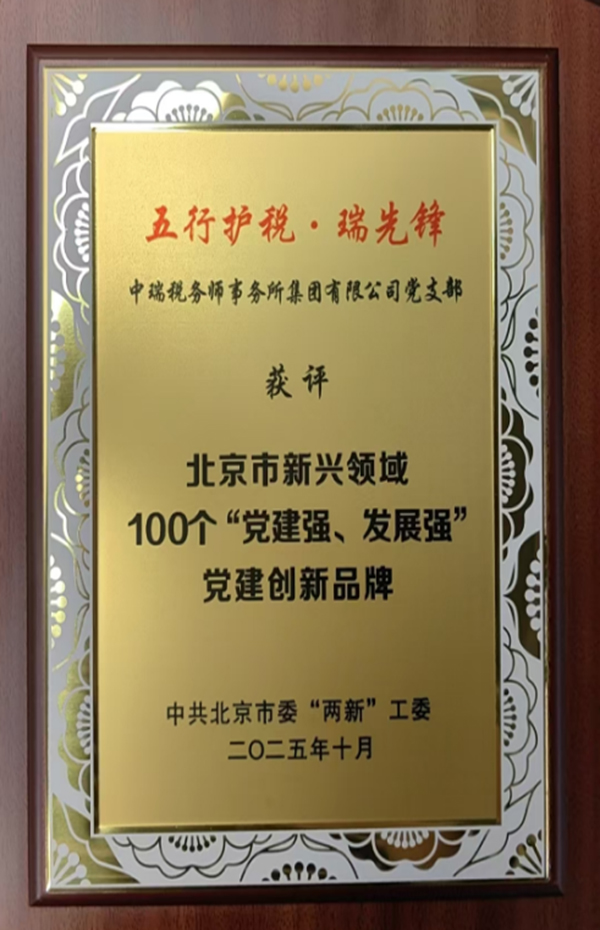 五行护税·瑞先锋
中瑞税务师事务所集团有限公司党支部
获评
北京市新兴领域
100个“党建强、发展强”
党建创新品牌
中共北京市委“两新”工委
二〇二五年十月